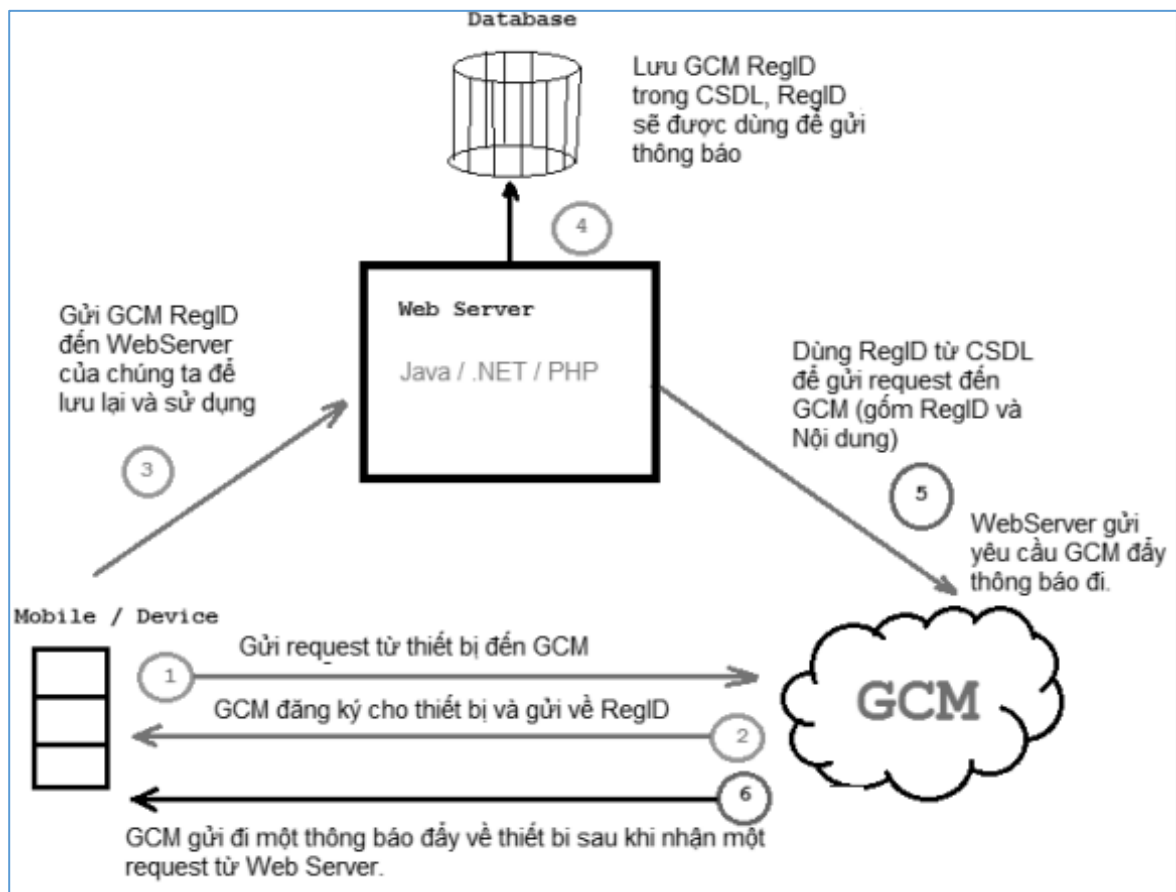 Database
Lưu GCM RegID
trong CSDL, RegID
sẽ được dùng để gửi
thông báo
4
Web Server
Java / .NET / PHP
Gửi GCM RegID
đến WebServer
của chúng ta để
lưu lại và sử dụng
3
Dùng RegID từ CSDL
để gửi request đến
GCM (gồm RegID và
Nội dung)
5
WebServer gửi
yêu cầu GCM đẩy
thông báo đi.
Mobile / Device
Gửi request từ thiết bị đến GCM
1
GCM đăng ký cho thiết bị và gửi về RegID
2
GCM
6
GCM gửi đi một thông báo đẩy về thiết bi sau khi nhận một
request từ Web Server.